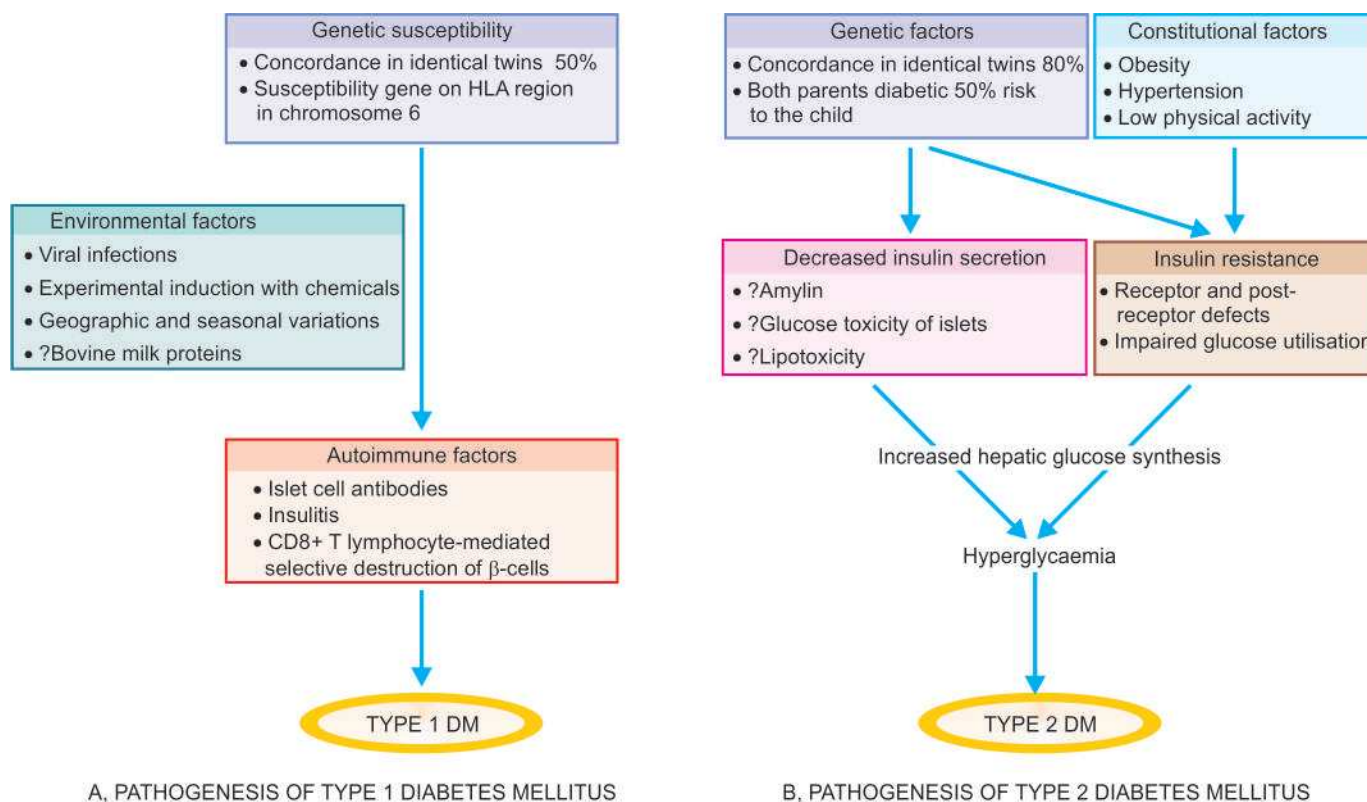 Genetic susceptibility
• Concordance in identical twins 50%
• Susceptibility gene on HLA region
in chromosome 6
Environmental factors
• Viral infections
• Experimental induction with chemicals
• Geographic and seasonal variations
• ?Bovine milk proteins
Autoimmune factors
• Islet cell antibodies
• Insulitis
• CD8+ T lymphocyte-mediated
selective destruction of β-cells
TYPE 1 DM
A, PATHOGENESIS OF TYPE 1 DIABETES MELLITUS
Genetic factors
• Concordance in identical twins 80%
• Both parents diabetic 50% risk
to the child
Constitutional factors
• Obesity
• Hypertension
• Low physical activity
Decreased insulin secretion
• ?Amylin
• ?Glucose toxicity of islets
• ?Lipotoxicity
Insulin resistance
• Receptor and post-
receptor defects
• Impaired glucose utilisation
Increased hepatic glucose synthesis
Hyperglycaemia
TYPE 2 DM
B, PATHOGENESIS OF TYPE 2 DIABETES MELLITUS